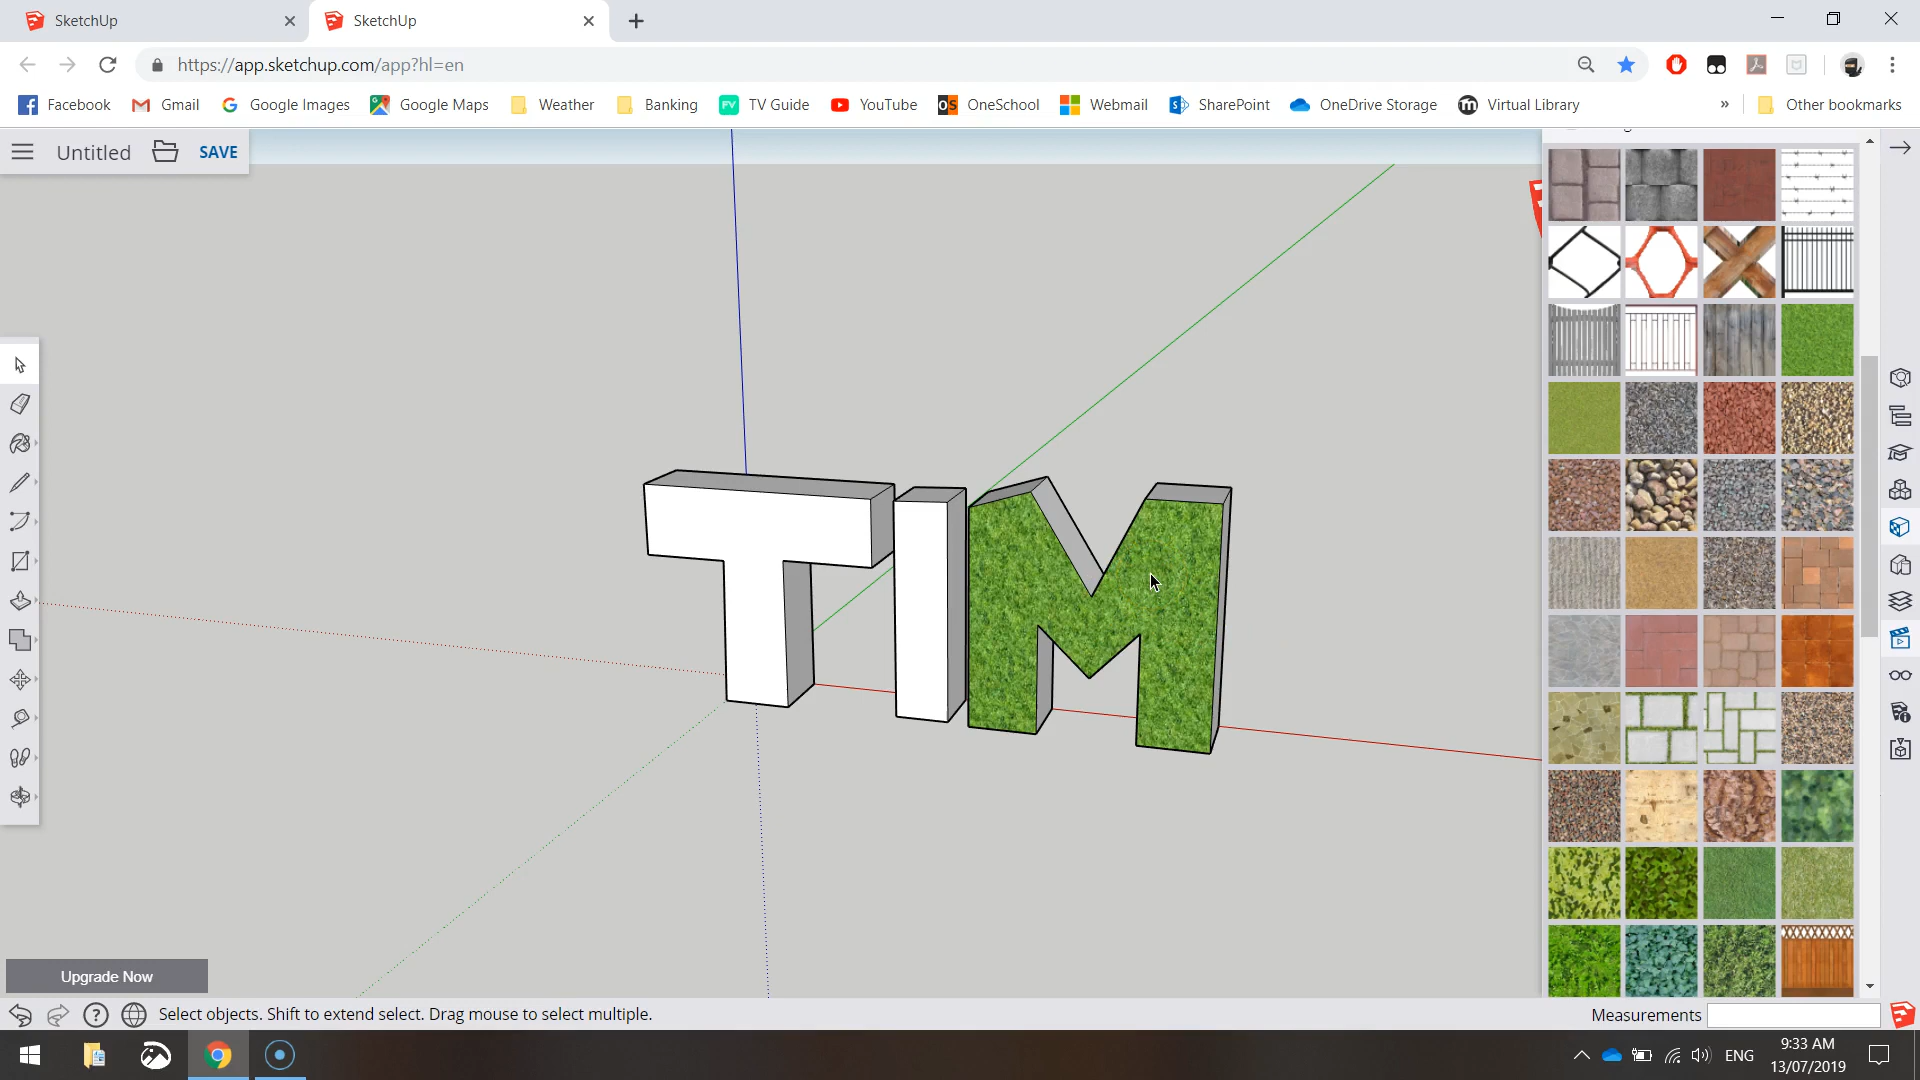 SketchUp
SketchUp
https://app.sketchup.com/app?hl=en
Facebook
Gmail
Google Images
Google Maps
Weather
Banking
TV Guide
YouTube
OneSchool
Webmail
SharePoint
OneDrive Storage
Virtual Library
»
Other bookmarks
Untitled
SAVE
TIM
Upgrade Now
Select objects. Shift to extend select. Drag mouse to select multiple.
Measurements
ENG
9:33 AM
13/07/2019